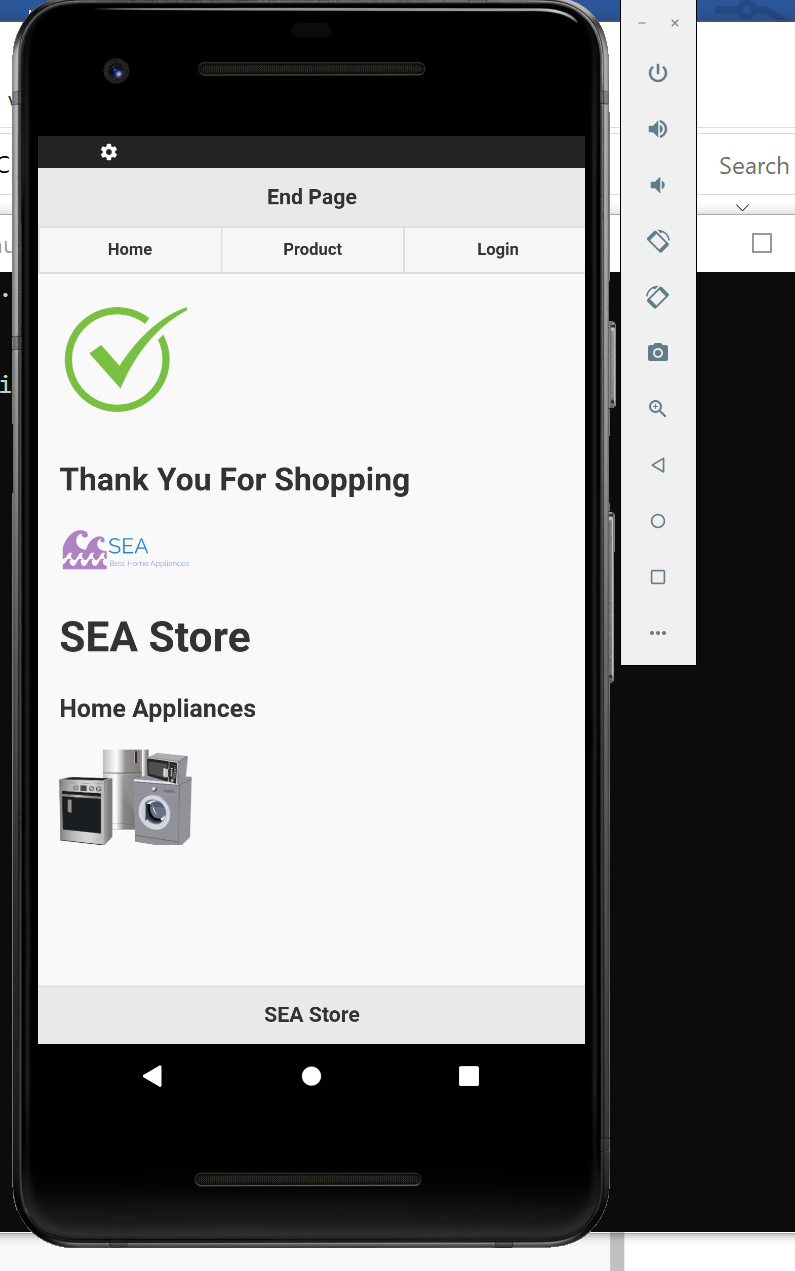 Search
End Page
Home
Product
Login
Thank You For Shopping
SEA
Best Home Appliances
SEA Store
Home Appliances
SEA Store